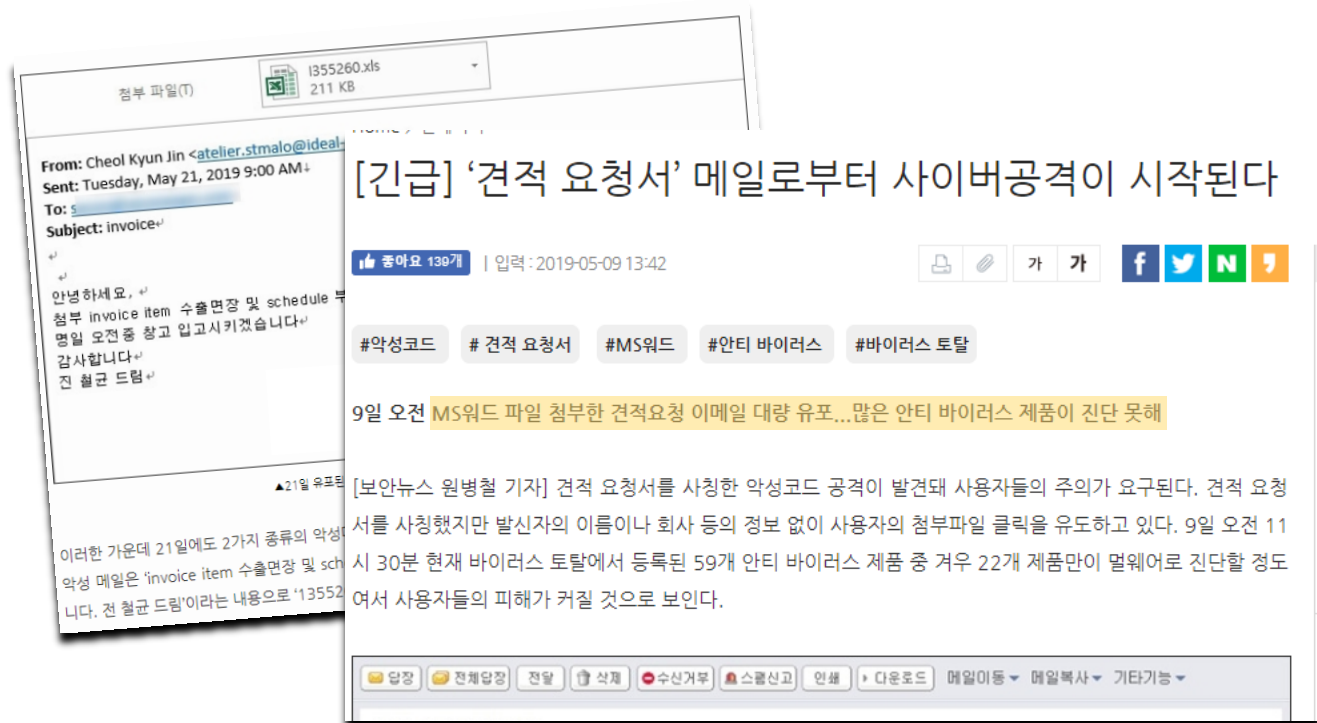 첨부 파일(T)
I355260.xls
211 KB
From: Cheol Kyun Jin <atelier.stmalo@ideal-
Sent: Tuesday, May 21, 2019 9:00 AM↓
To: s
Subject: invoice↵
↵
↵
안녕하세요, ↵
첨부 invoice item 수출면장 및 schedule 부
명일 오전중 창고 입고시키겠습니다↵
감사합니다↵
진 철균 드림↵
▲21일 유포된
이러한 가운데 21일에도 2가지 종류의 악성
악성 메일은 ‘invoice item 수출면장 및 sch
니다. 전 철균 드림’이라는 내용으로 ‘13552
[긴급] ‘견적 요청서’ 메일로부터 사이버공격이 시작된다
좋아요 139개 | 입력 : 2019-05-09 13:42
가 가 f N
#악성코드 # 견적 요청서 #MS워드 #안티 바이러스 #바이러스 토탈
9일 오전 MS워드 파일 첨부한 견적요청 이메일 대량 유포...많은 안티 바이러스 제품이 진단 못해
[보안뉴스 원병철 기자] 견적 요청서를 사칭한 악성코드 공격이 발견돼 사용자들의 주의가 요구된다. 견적 요청
서를 사칭했지만 발신자의 이름이나 회사 등의 정보 없이 사용자의 첨부파일 클릭을 유도하고 있다. 9일 오전 11
시 30분 현재 바이러스 토탈에서 등록된 59개 안티 바이러스 제품 중 겨우 22개 제품만이 멀웨어로 진단할 정도
여서 사용자들의 피해가 커질 것으로 보인다.
답장 전체답장 전달 삭제 수신거부 스팸신고 인쇄 다운로드 메일이동 메일복사 기타기능